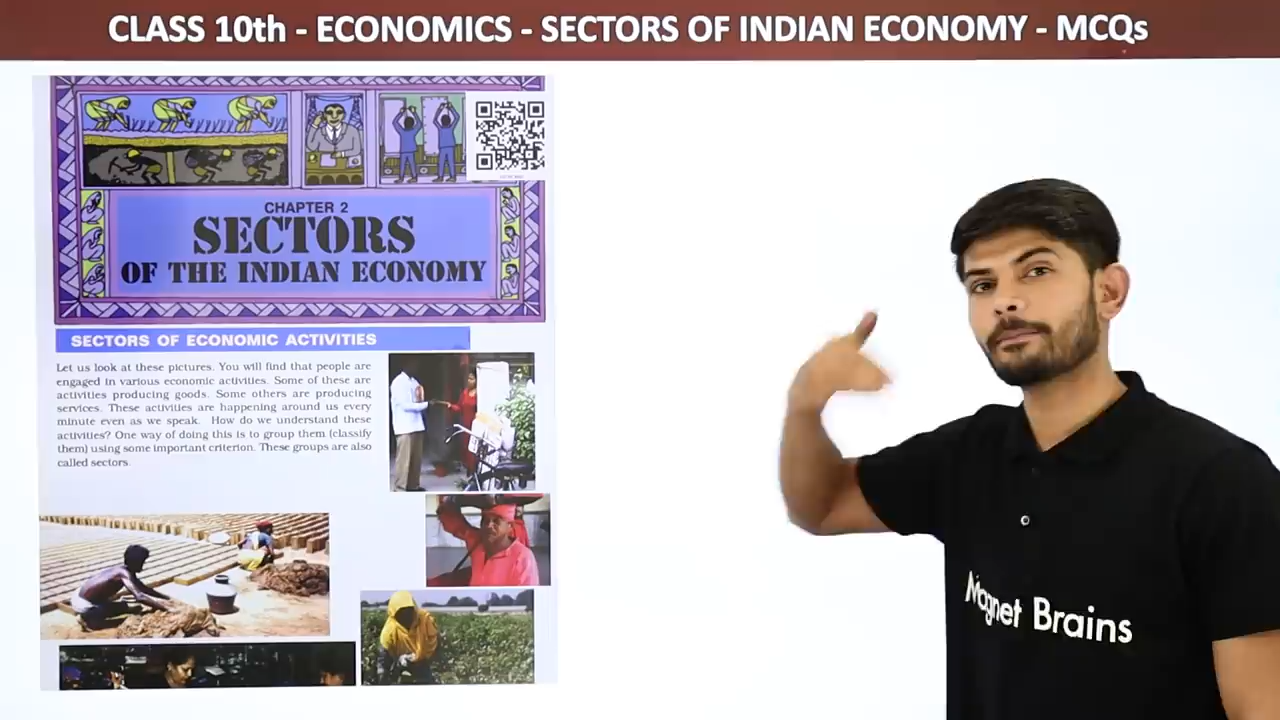 CLASS 10th - ECONOMICS - SECTORS OF INDIAN ECONOMY - MCQs
CHAPTER 2
SECTORS
OF THE INDIAN ECONOMY
SECTORS OF ECONOMIC ACTIVITIES
Let us look at these pictures. You will find that people are
engaged in various economic activities. Some of these are
activities producing goods. Some others are producing
services. These activities are happening around us every
minute even as we speak. How do we understand these
activities? One way of doing this is to group them (classify
them) using some important criterion. These groups are also
called sectors.
Magnet Brains